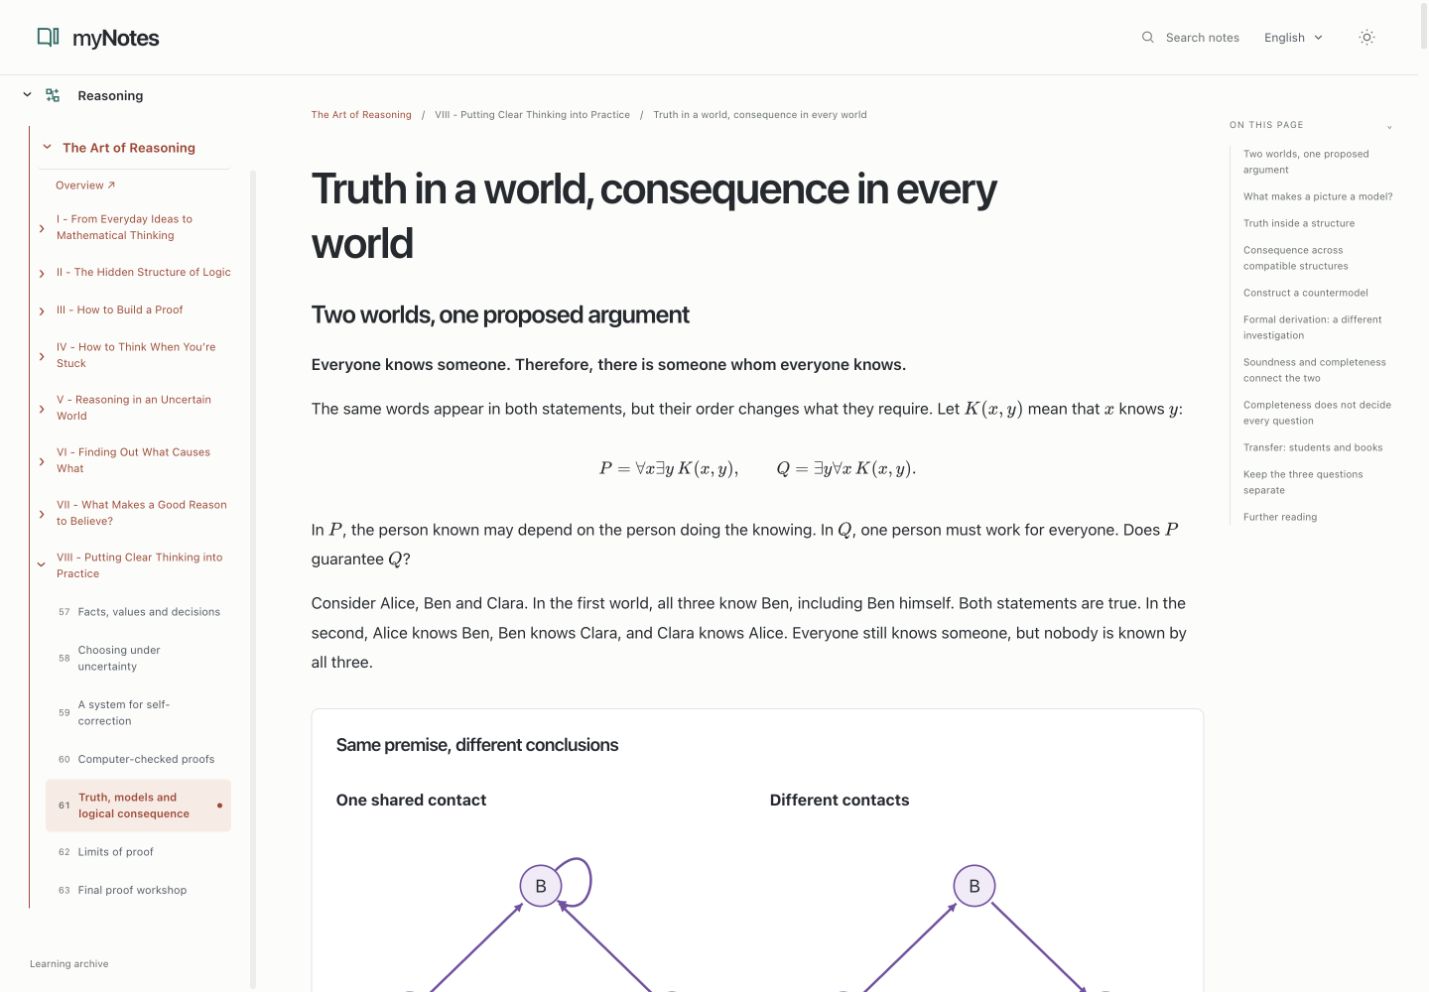 myNotes
Search notes
English
Reasoning
The Art of Reasoning
Overview ↗
I - From Everyday Ideas to
Mathematical Thinking
II - The Hidden Structure of Logic
III - How to Build a Proof
IV - How to Think When You're
Stuck
V - Reasoning in an Uncertain
World
VI - Finding Out What Causes
What
VII - What Makes a Good Reason
to Believe?
VIII - Putting Clear Thinking into
Practice
57 Facts, values and decisions
58 Choosing under
uncertainty
59 A system for self-
correction
60 Computer-checked proofs
61 Truth, models and
logical consequence
62 Limits of proof
63 Final proof workshop
Learning archive
The Art of Reasoning / VIII - Putting Clear Thinking into Practice / Truth in a world, consequence in every world
Truth in a world, consequence in every
world
Two worlds, one proposed argument
Everyone knows someone. Therefore, there is someone whom everyone knows.
The same words appear in both statements, but their order changes what they require. Let K(x, y) mean that x knows y:
P = ∀x∃y K(x, y), Q = ∃y∀x K(x, y).
In P, the person known may depend on the person doing the knowing. In Q, one person must work for everyone. Does P
guarantee Q?
Consider Alice, Ben and Clara. In the first world, all three know Ben, including Ben himself. Both statements are true. In the
second, Alice knows Ben, Ben knows Clara, and Clara knows Alice. Everyone still knows someone, but nobody is known by
all three.
Same premise, different conclusions
One shared contact
B
Different contacts
B
ON THIS PAGE
Two worlds, one proposed
argument
What makes a picture a model?
Truth inside a structure
Consequence across
compatible structures
Construct a countermodel
Formal derivation: a different
investigation
Soundness and completeness
connect the two
Completeness does not decide
every question
Transfer: students and books
Keep the three questions
separate
Further reading